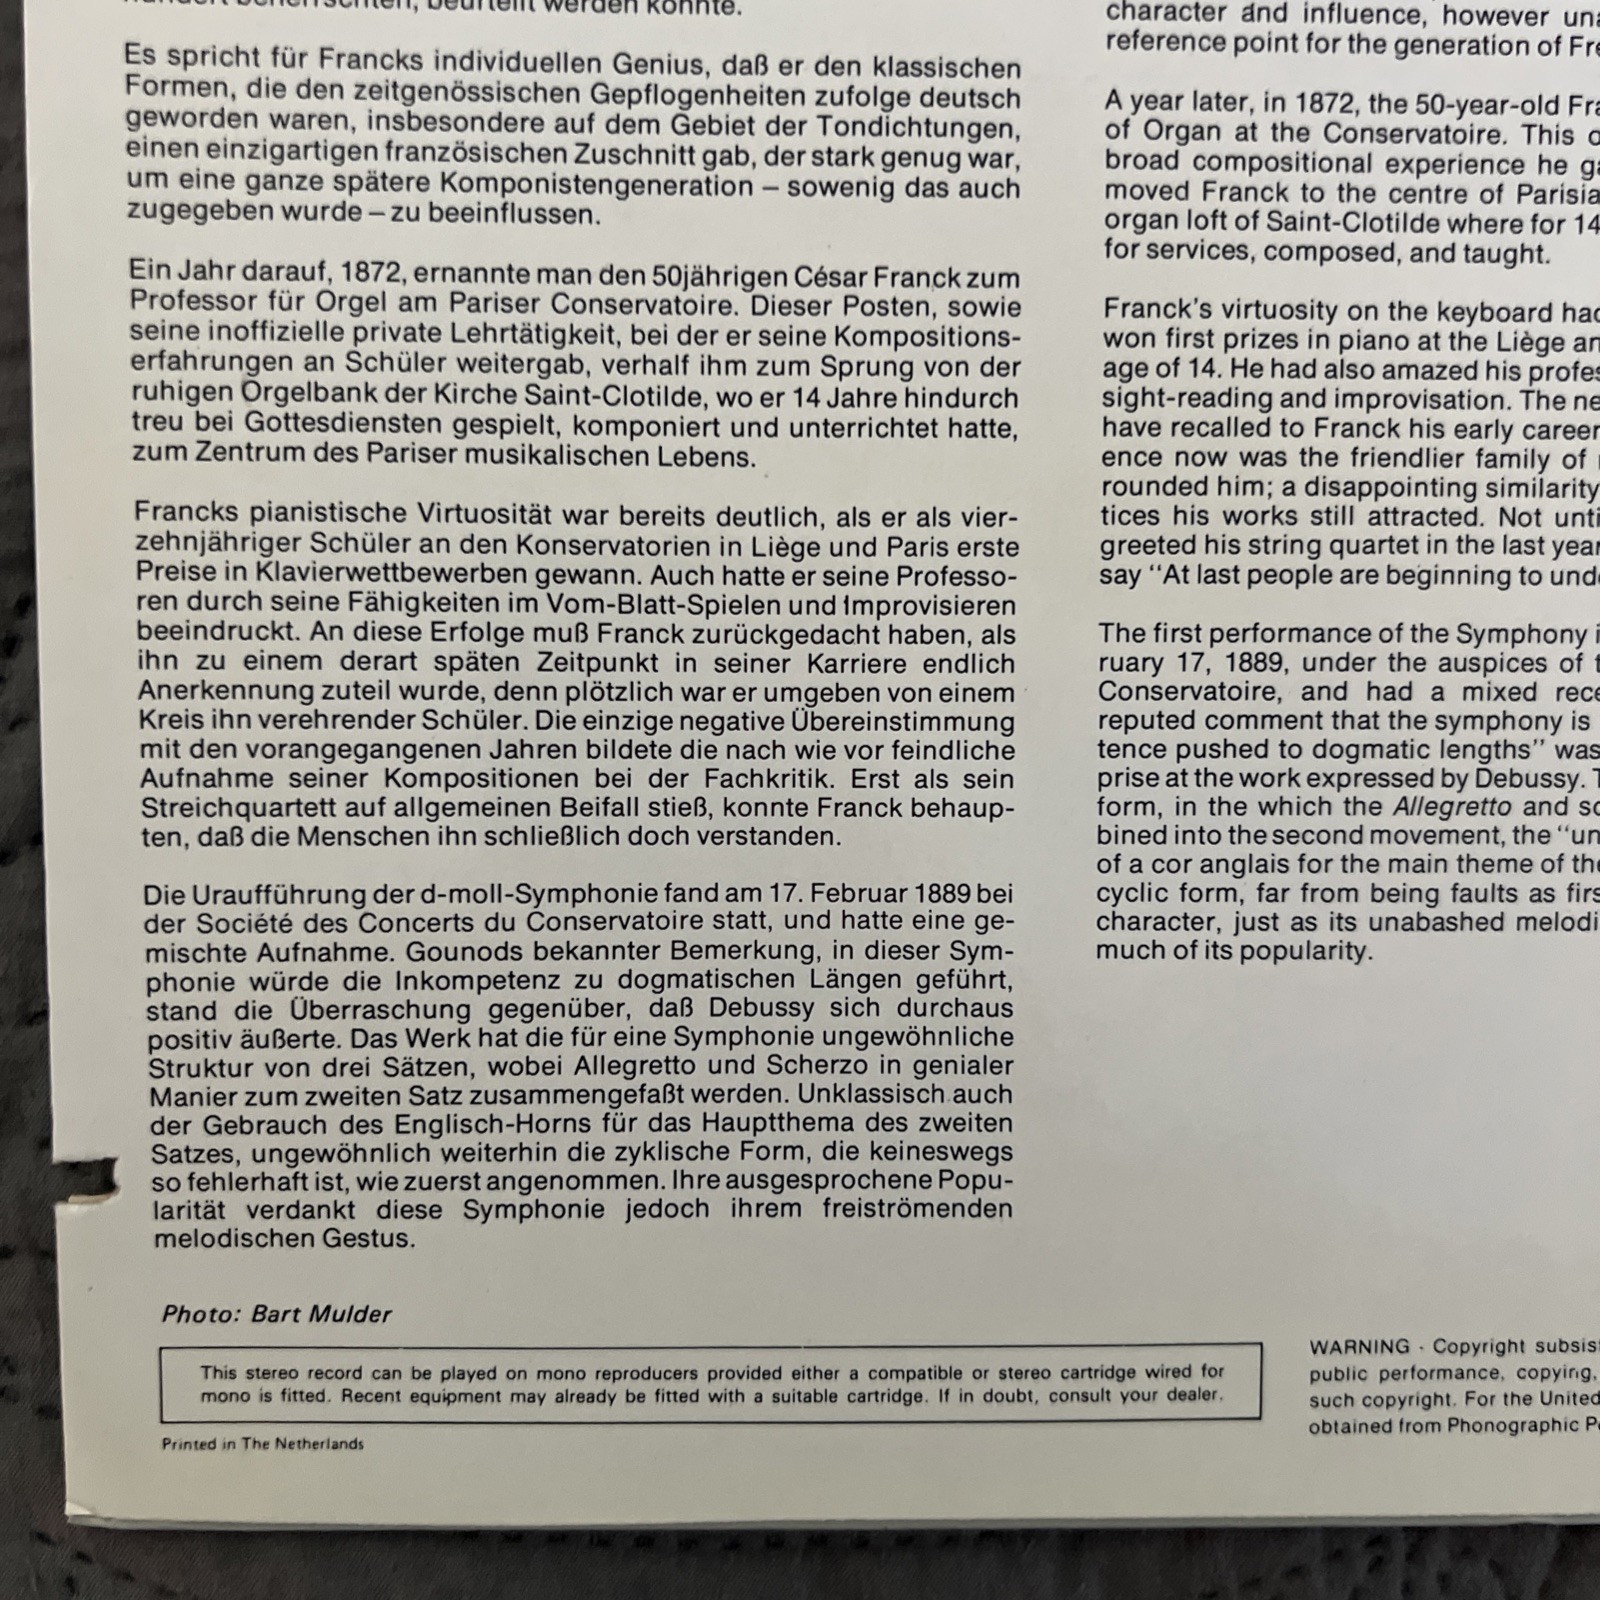 beurteilt werden konnte.
Es spricht für Francks individuellen Genius, daß er den klassischen
Formen, die den zeitgenössischen Gepflogenheiten zufolge deutsch
geworden waren, insbesondere auf dem Gebiet der Tondichtungen,
einen einzigartigen französischen Zuschnitt gab, der stark genug war,
um eine ganze spätere Komponistengeneration – sowenig das auch
zugegeben wurde – zu beeinflussen.
Ein Jahr darauf, 1872, ernannte man den 50jährigen César Franck zum
Professor für Orgel am Pariser Conservatoire. Dieser Posten, sowie
seine inoffizielle private Lehrtätigkeit, bei der er seine Kompositions-
erfahrungen an Schüler weitergab, verhalf ihm zum Sprung von der
ruhigen Orgelbank der Kirche Saint-Clotilde, wo er 14 Jahre hindurch
treu bei Gottesdiensten gespielt, komponiert und unterrichtet hatte,
zum Zentrum des Pariser musikalischen Lebens.
Francks pianistische Virtuosität war bereits deutlich, als er als vier-
zehnjähriger Schüler an den Konservatorien in Liège und Paris erste
Preise in Klavierwettbewerben gewann. Auch hatte er seine Professo-
ren durch seine Fähigkeiten im Vom-Blatt-Spielen und Improvisieren
beeindruckt. An diese Erfolge muß Franck zurückgedacht haben, als
ihn zu einem derart späten Zeitpunkt in seiner Karriere endlich
Anerkennung zuteil wurde, denn plötzlich war er umgeben von einem
Kreis ihn verehrender Schüler. Die einzige negative Übereinstimmung
mit den vorangegangenen Jahren bildete die nach wie vor feindliche
Aufnahme seiner Kompositionen bei der Fachkritik. Erst als sein
Streichquartett auf allgemeinen Beifall stieß, konnte Franck behaup-
ten, daß die Menschen ihn schließlich doch verstanden.
Die Uraufführung der d-moll-Symphonie fand am 17. Februar 1889 bei
der Société des Concerts du Conservatoire statt, und hatte eine ge-
mischte Aufnahme. Gounods bekannter Bemerkung, in dieser Sym-
phonie würde die Inkompetenz zu dogmatischen Längen geführt,
stand die Überraschung gegenüber, daß Debussy sich durchaus
positiv äußerte. Das Werk hat die für eine Symphonie ungewöhnliche
Struktur von drei Sätzen, wobei Allegretto und Scherzo in genialer
Manier zum zweiten Satz zusammengefaßt werden. Unklassisch auch
der Gebrauch des Englisch-Horns für das Hauptthema des zweiten
Satzes, ungewöhnlich weiterhin die zyklische Form, die keineswegs
so fehlerhaft ist, wie zuerst angenommen. Ihre ausgesprochene Popu-
larität verdankt diese Symphonie jedoch ihrem freiströmenden
melodischen Gestus.
Photo: Bart Mulder
This stereo record can be played on mono reproducers provided either a compatible or stereo cartridge wired for
mono is fitted. Recent equipment may already be fitted with a suitable cartridge. If in doubt, consult your dealer.
Printed in The Netherlands
character and influence, however
reference point for the generation of
A year later, in 1872, the 50-year-old
of Organ at the Conservatoire. This
broad compositional experience he
moved Franck to the centre of
organ loft of Saint-Clotilde where for 14
for services, composed, and taught.
Franck's virtuosity on the keyboard
won first prizes in piano at the Liège
age of 14. He had also amazed his
sight-reading and improvisation. The
have recalled to Franck his early career
ence now was the friendlier family of
rounded him; a disappointing similarity
tices his works still attracted. Not
greeted his string quartet in the last
say "At last people are beginning to
The first performance of the Symphony
ruary 17, 1889, under the auspices of
Conservatoire, and had a mixed
reputed comment that the symphony is
tence pushed to dogmatic lengths" was
prise at the work expressed by Debussy.
form, in the which the Allegretto and
bined into the second movement, the
of a cor anglais for the main theme of
cyclic form, far from being faults as
character, just as its unabashed
much of its popularity.
WARNING · Copyright
public performance, copying,
such copyright. For the United
obtained from Phonographic